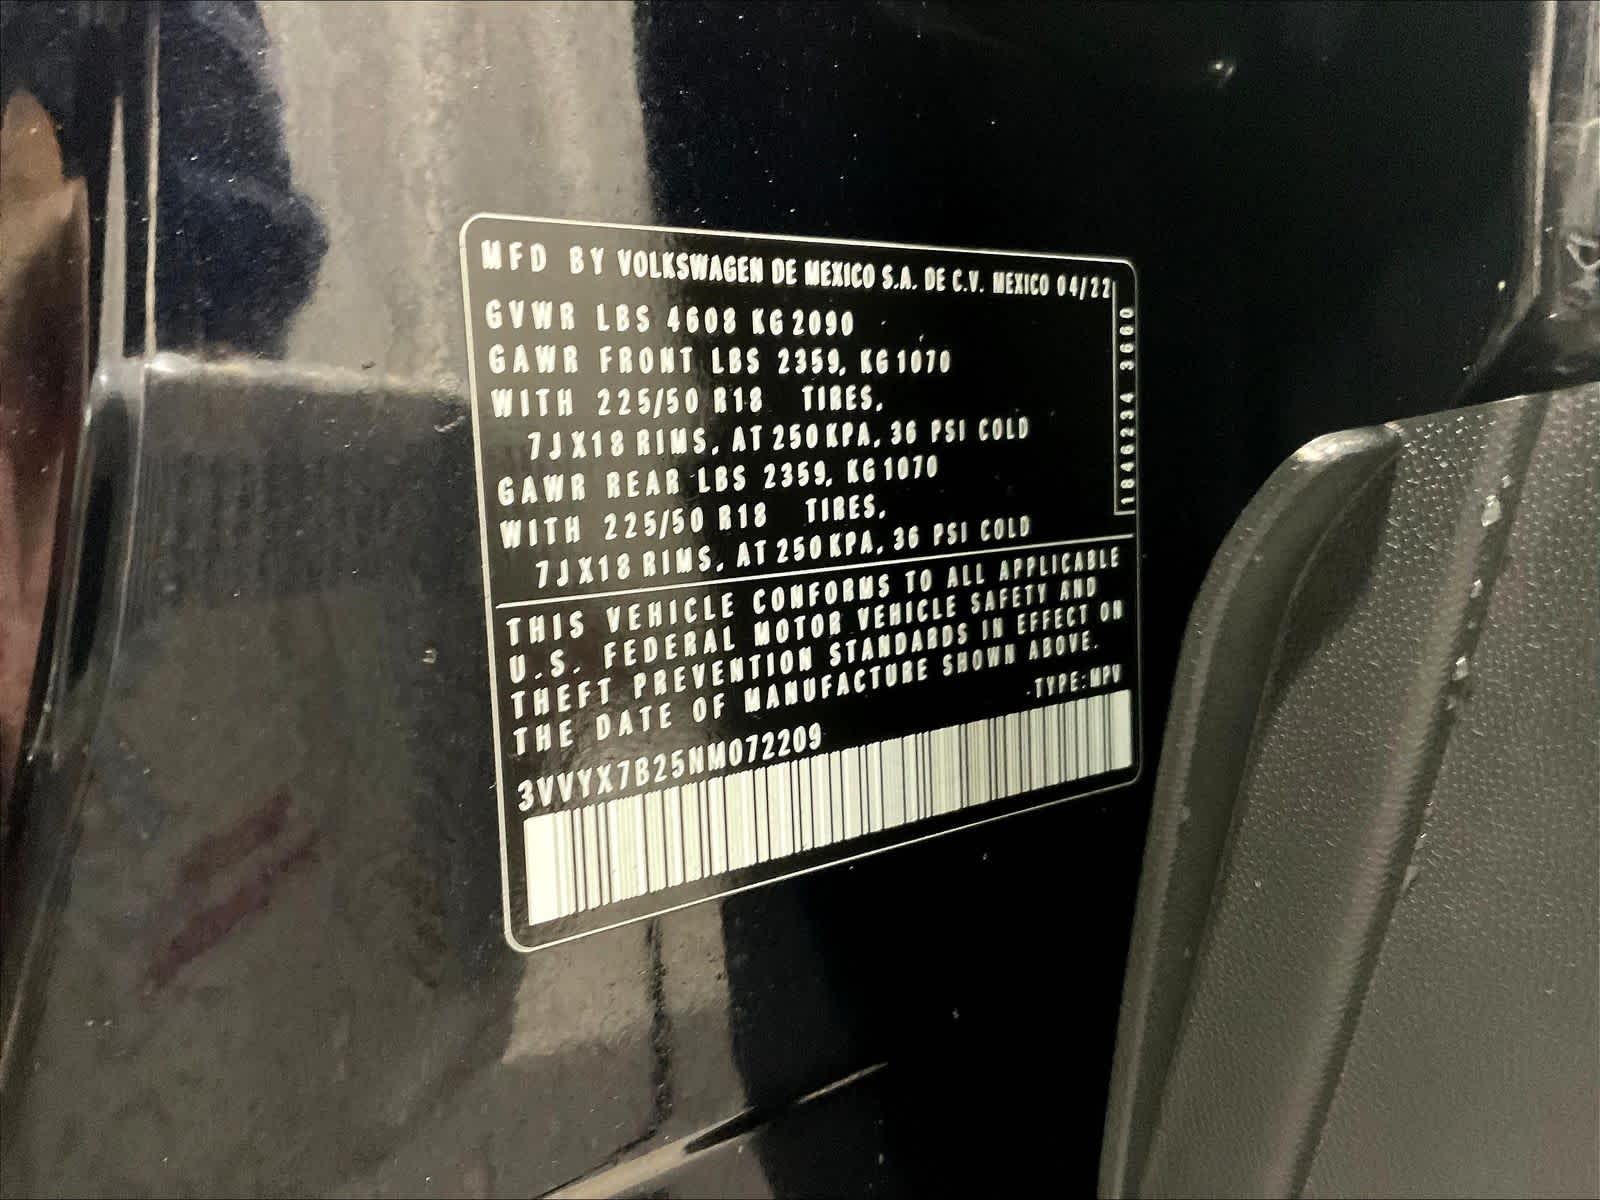 MFD BY VOLKSWAGEN DE MEXICO S.A. DE C.V. MEXICO 04/22
GVWR LBS 4608 KG 2090
GAWR FRONT LBS 2359, KG 1070
WITH 225/50 R18 TIRES,
7JX18 RIMS, AT 250 KPA, 36 PSI COLD
GAWR REAR LBS 2359, KG 1070
WITH 225/50 R18 TIRES,
7JX18 RIMS, AT 250 KPA, 36 PSI COLD
1846234 3660
THIS VEHICLE CONFORMS TO ALL APPLICABLE
U.S. FEDERAL MOTOR VEHICLE SAFETY AND
THEFT PREVENTION STANDARDS IN EFFECT ON
THE DATE OF MANUFACTURE SHOWN ABOVE.
TYPE: MPV
3VVYX7B25NM072209